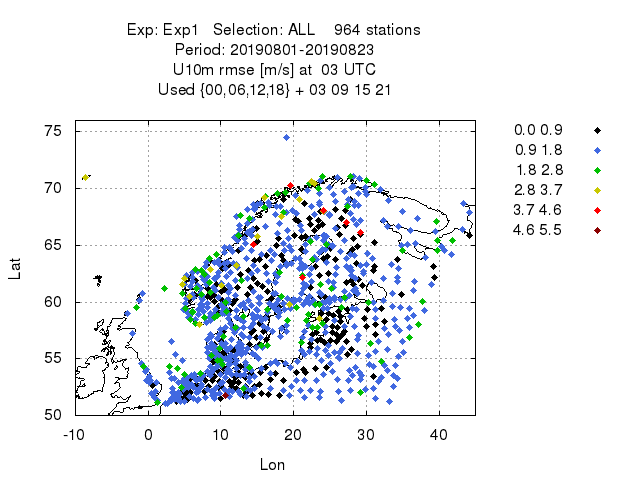 Exp: Exp1 Selection: ALL 964 stations
Period: 20190801-20190823
U10m rmse [m/s] at 03 UTC
Used {00,06,12,18} + 03 09 15 21
75
70
65
60
55
50
Lat
-10 0 10 20 30 40
Lon
0.0 0.9
0.9 1.8
1.8 2.8
2.8 3.7
3.7 4.6
4.6 5.5